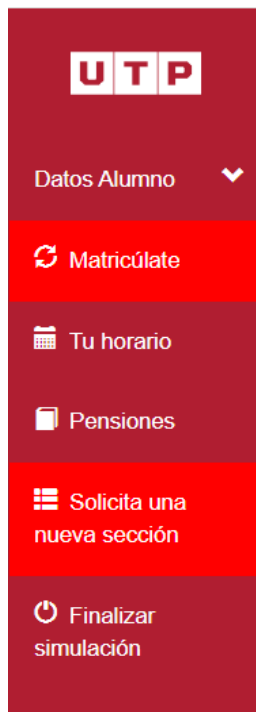 UTP
Datos Alumno
Matricúlate
Tu horario
Pensiones
Solicita una
nueva sección
Finalizar
simulación